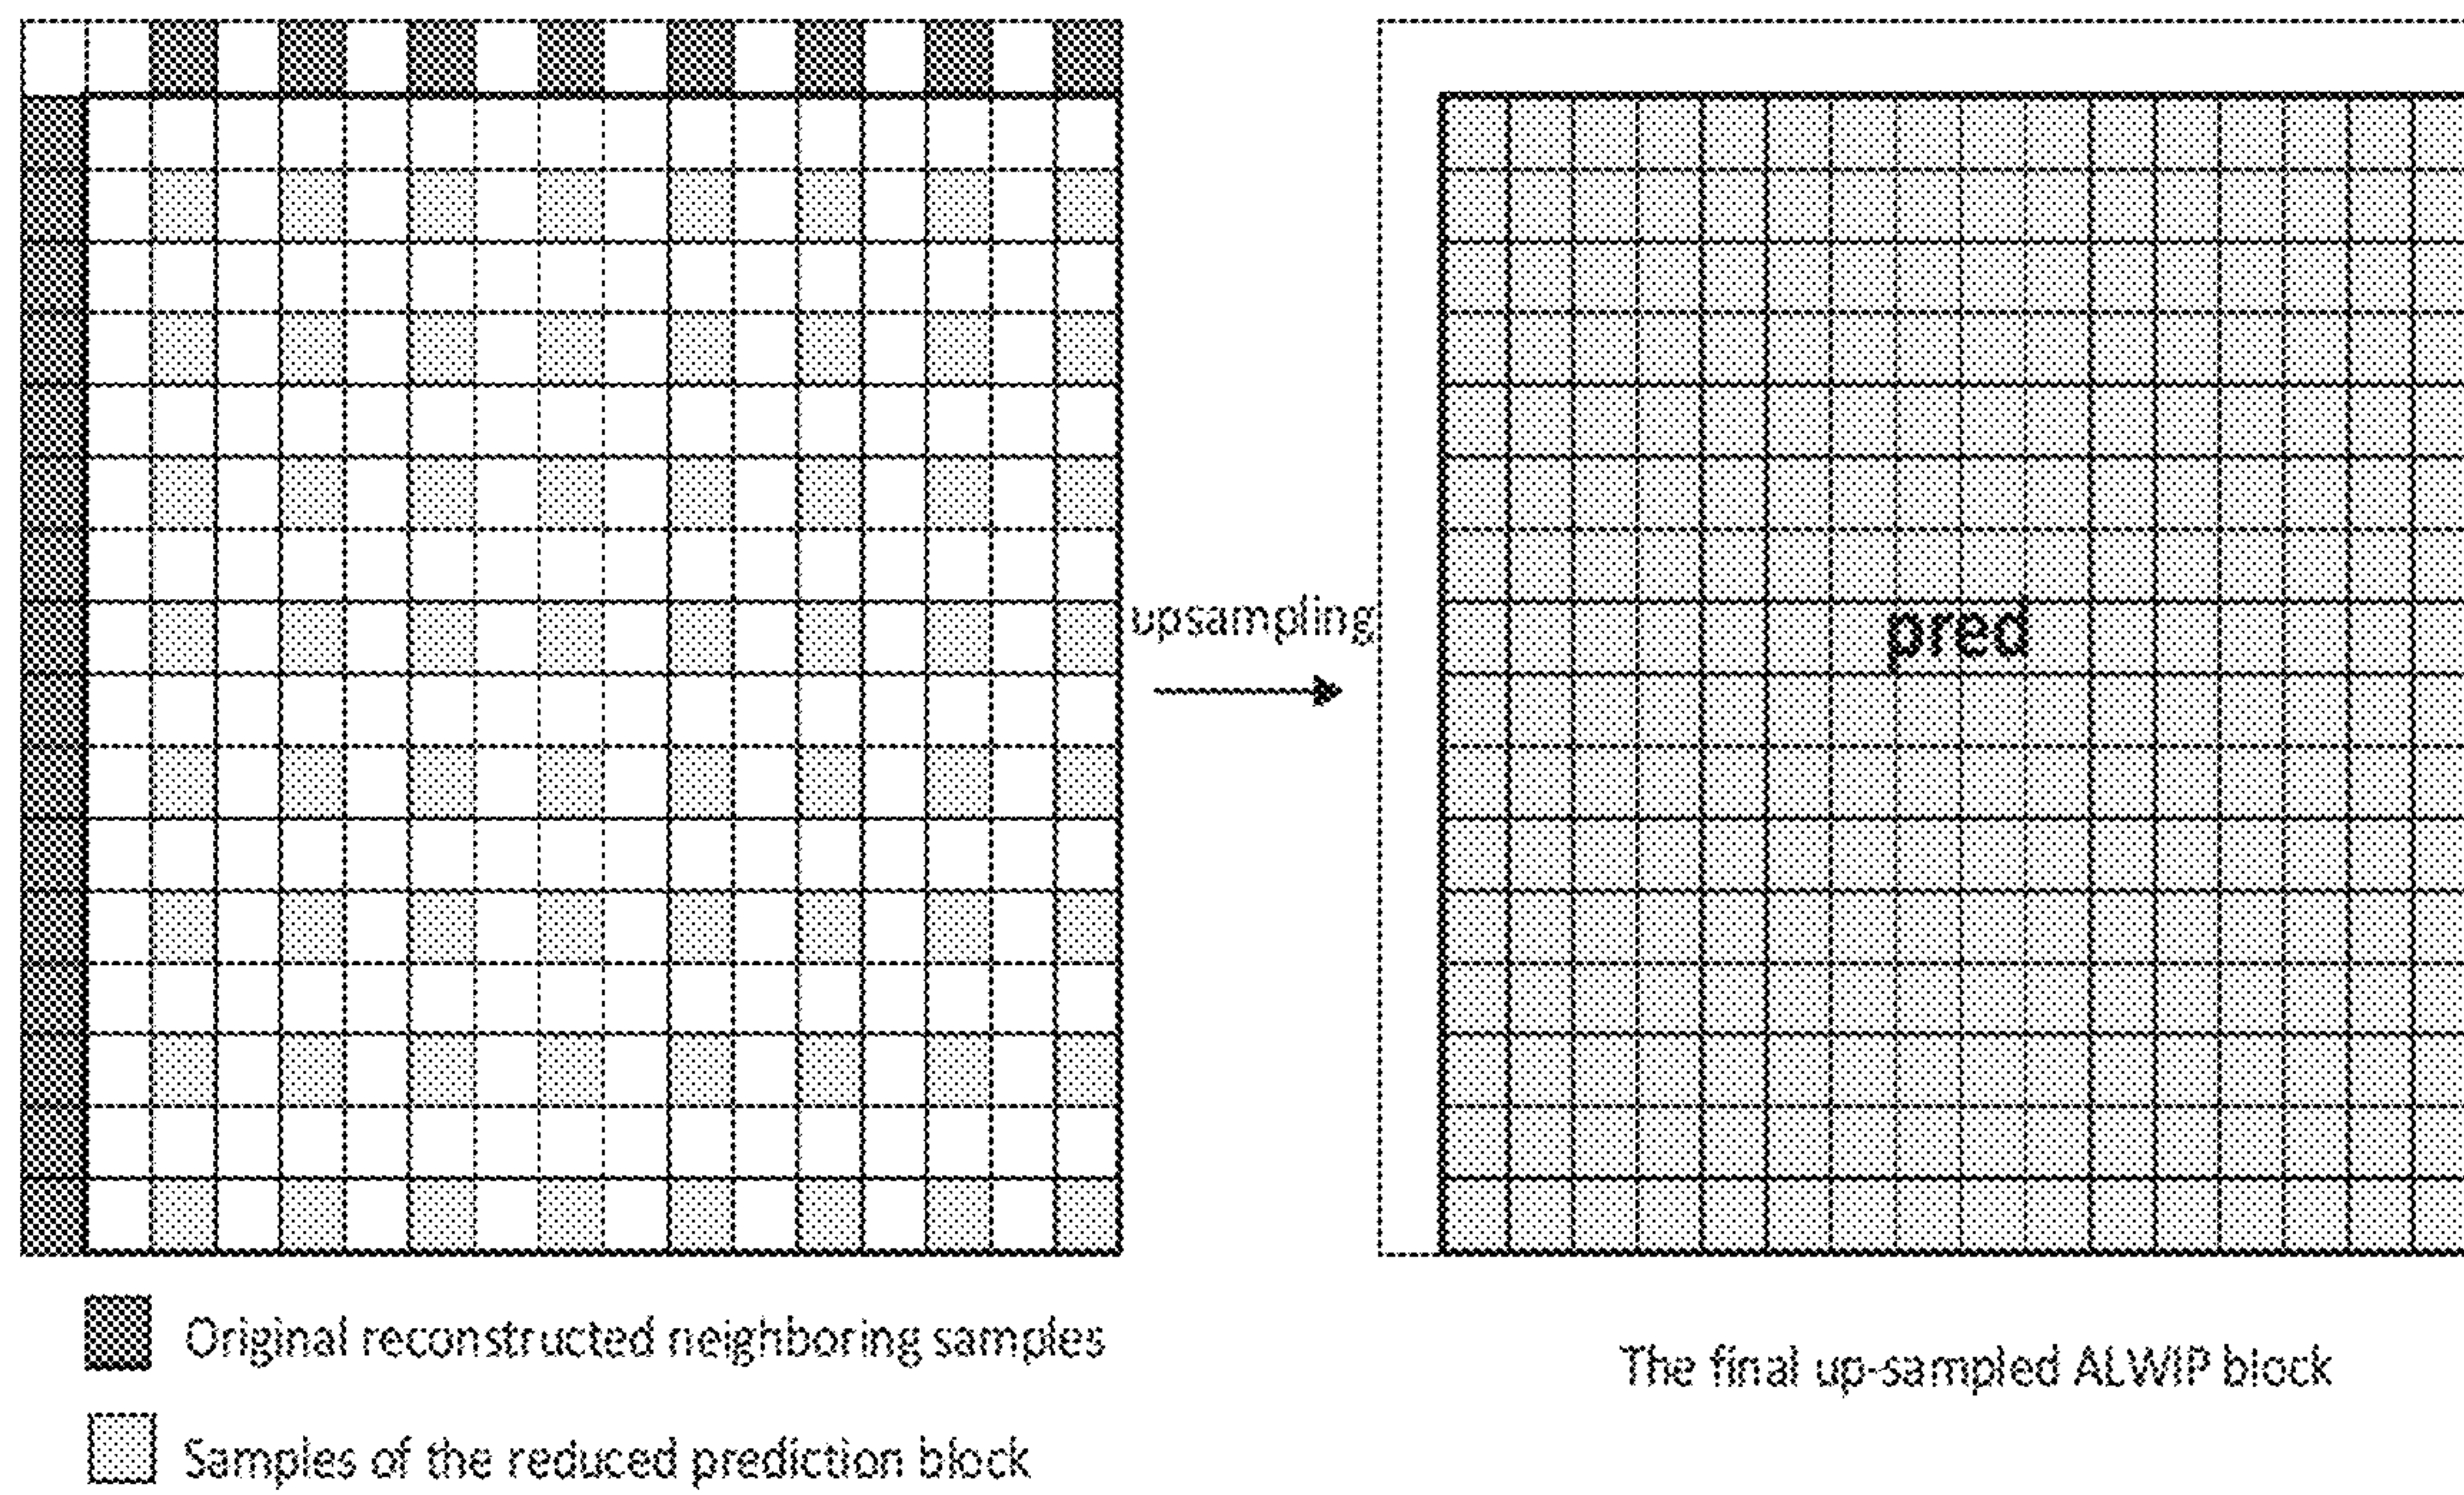 upsampling
pred
Original reconstructed neighboring samples
The final up-sampled ALWIP block
Samples of the reduced prediction block